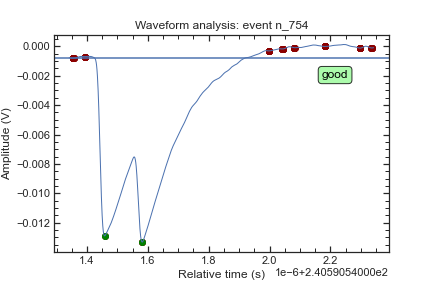 Waveform analysis: event n_754
Amplitude (V)
0.000
−0.002
−0.004
−0.006
−0.008
−0.010
−0.012
good
1.4 1.6 1.8 2.0 2.2
1e-6+2.4059054000e2
Relative time (s)